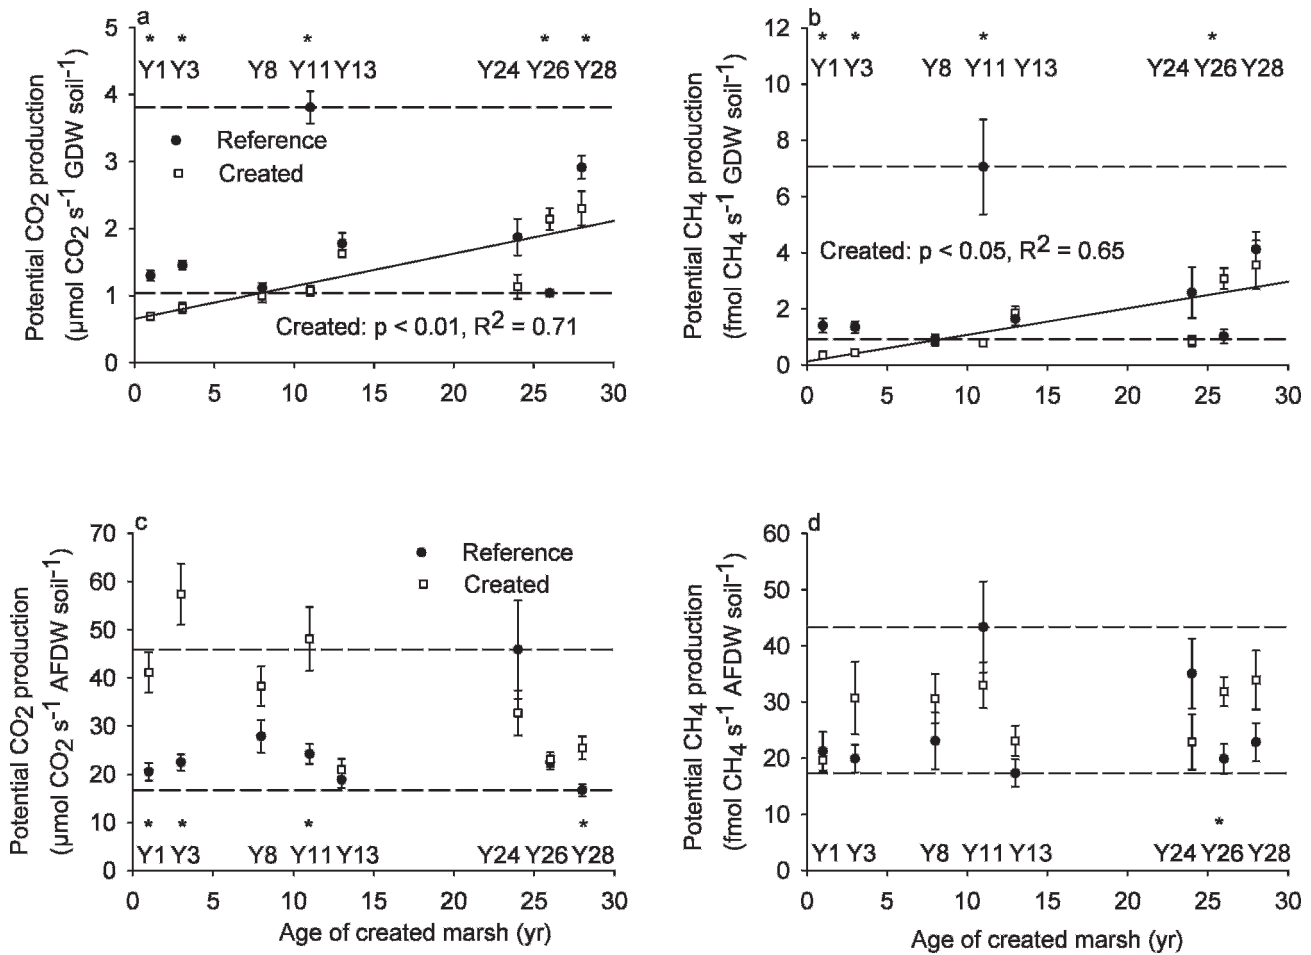 a
Potential CO2 production
(µmol CO2 s-1 GDW soil-1)
5
4
3
2
1
0
* * * * *
Y1 Y3 Y8 Y11 Y13 Y24 Y26 Y28
Reference
Created
Created: p < 0.01, R2 = 0.71
0 5 10 15 20 25 30
b
Potential CH4 production
(fmol CH4 s-1 GDW soil-1)
12
10
8
6
4
2
0
* * * *
Y1 Y3 Y8 Y11 Y13 Y24 Y26 Y28
Created: p < 0.05, R2 = 0.65
0 5 10 15 20 25 30
c
Potential CO2 production
(µmol CO2 s-1 AFDW soil-1)
70
60
50
40
30
20
10
0
Reference
Created
* * * *
Y1 Y3 Y8 Y11 Y13 Y24 Y26 Y28
0 5 10 15 20 25 30
Age of created marsh (yr)
d
Potential CH4 production
(fmol CH4 s-1 AFDW soil-1)
60
50
40
30
20
10
0
*
Y1 Y3 Y8 Y11 Y13 Y24 Y26 Y28
0 5 10 15 20 25 30
Age of created marsh (yr)